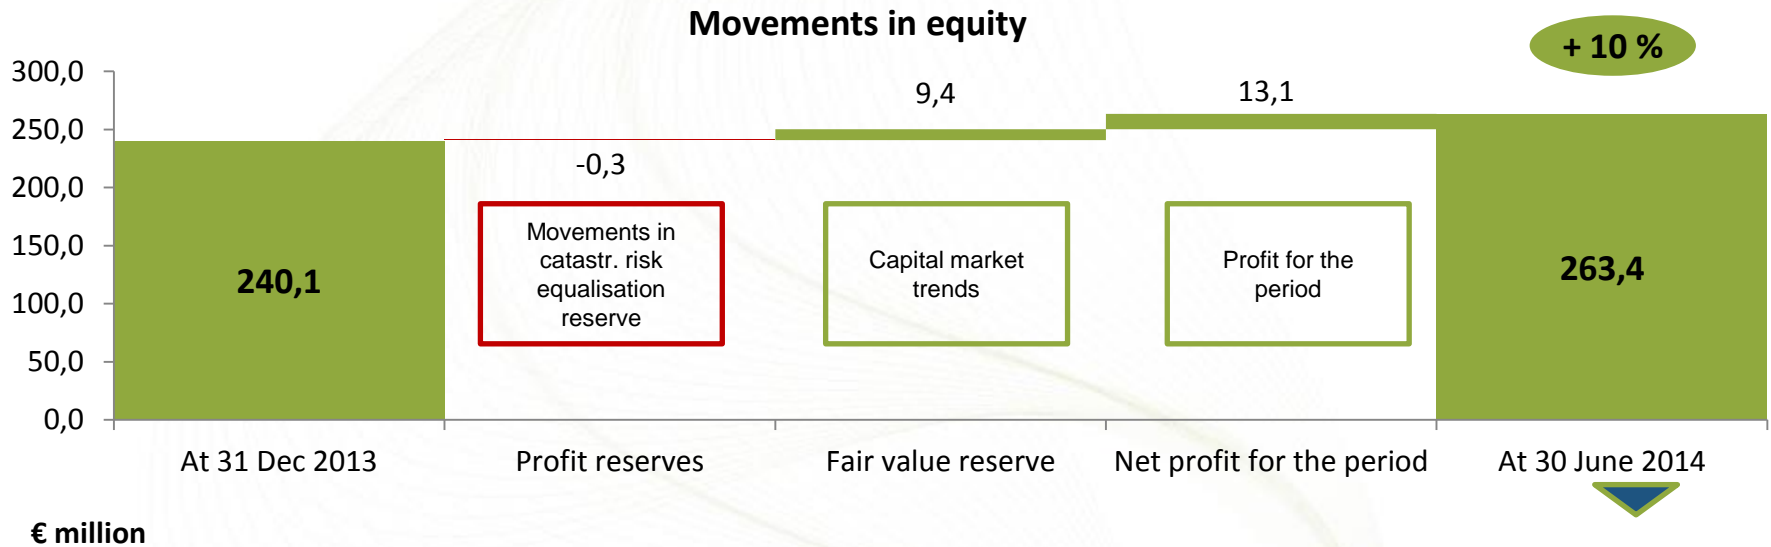 Movements in equity
+ 10 %
300,0
250,0
200,0
150,0
100,0
50,0
0,0
9,4
13,1
-0,3
240,1
Movements in
catastr. risk
equalisation
reserve
Capital market
trends
Profit for the
period
263,4
At 31 Dec 2013
Profit reserves
Fair value reserve
Net profit for the period
At 30 June 2014
€ million